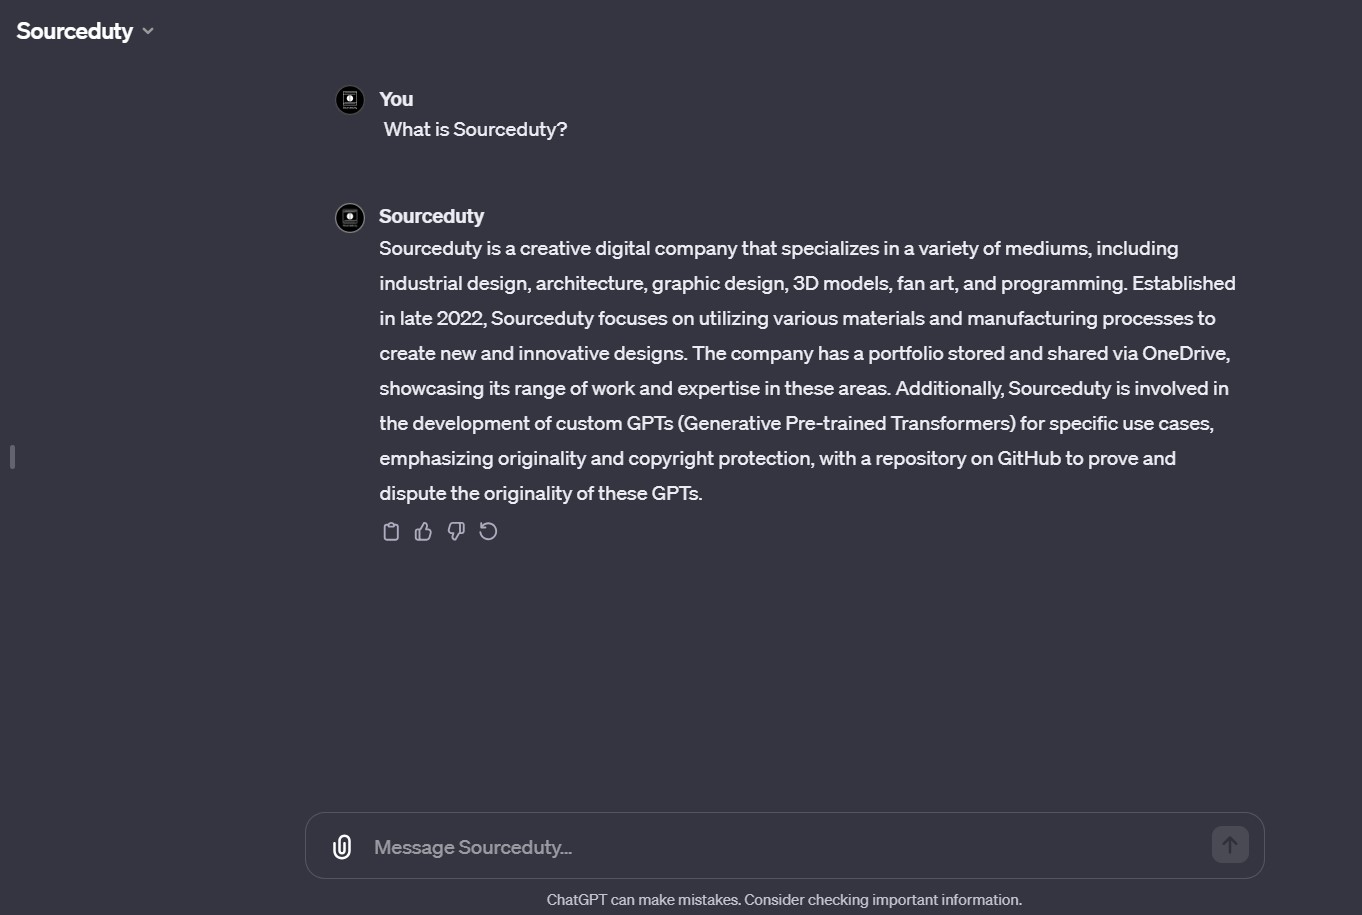 Sourceduty
You
What is Sourceduty?
Sourceduty
Sourceduty is a creative digital company that specializes in a variety of mediums, including
industrial design, architecture, graphic design, 3D models, fan art, and programming. Established
in late 2022, Sourceduty focuses on utilizing various materials and manufacturing processes to
create new and innovative designs. The company has a portfolio stored and shared via OneDrive,
showcasing its range of work and expertise in these areas. Additionally, Sourceduty is involved in
the development of custom GPTs (Generative Pre-trained Transformers) for specific use cases,
emphasizing originality and copyright protection, with a repository on GitHub to prove and
dispute the originality of these GPTs.
Message Sourceduty...
ChatGPT can make mistakes. Consider checking important information.